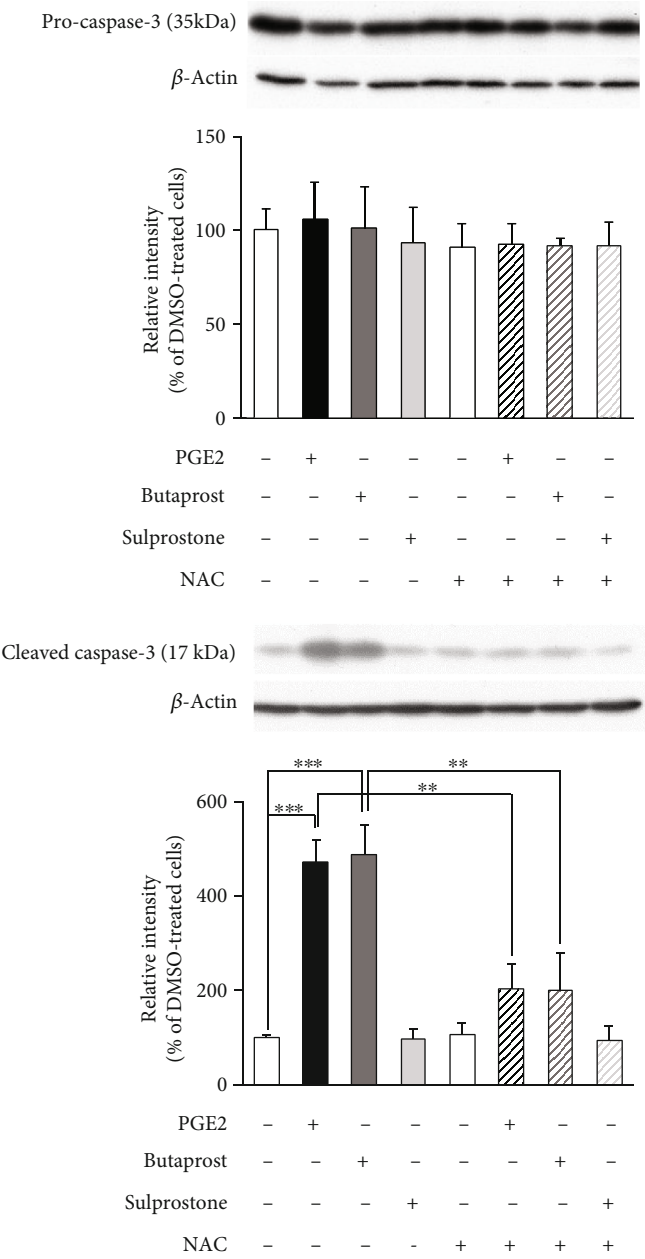 Pro-caspase-3 (35kDa)
β-Actin
150
100
50
0
Relative intensity
(% of DMSO-treated cells)
PGE2 – + – – – + – –
Butaprost – – + – – – + –
Sulprostone – – – + – – – +
NAC – – – – + + + +
Cleaved caspase-3 (17 kDa)
β-Actin
*** **
600 *** **
400
200
0
Relative intensity
(% of DMSO-treated cells)
PGE2 – + – – – + – –
Butaprost – – + – – – + –
Sulprostone – – – + – – – +
NAC – – – - + + + +